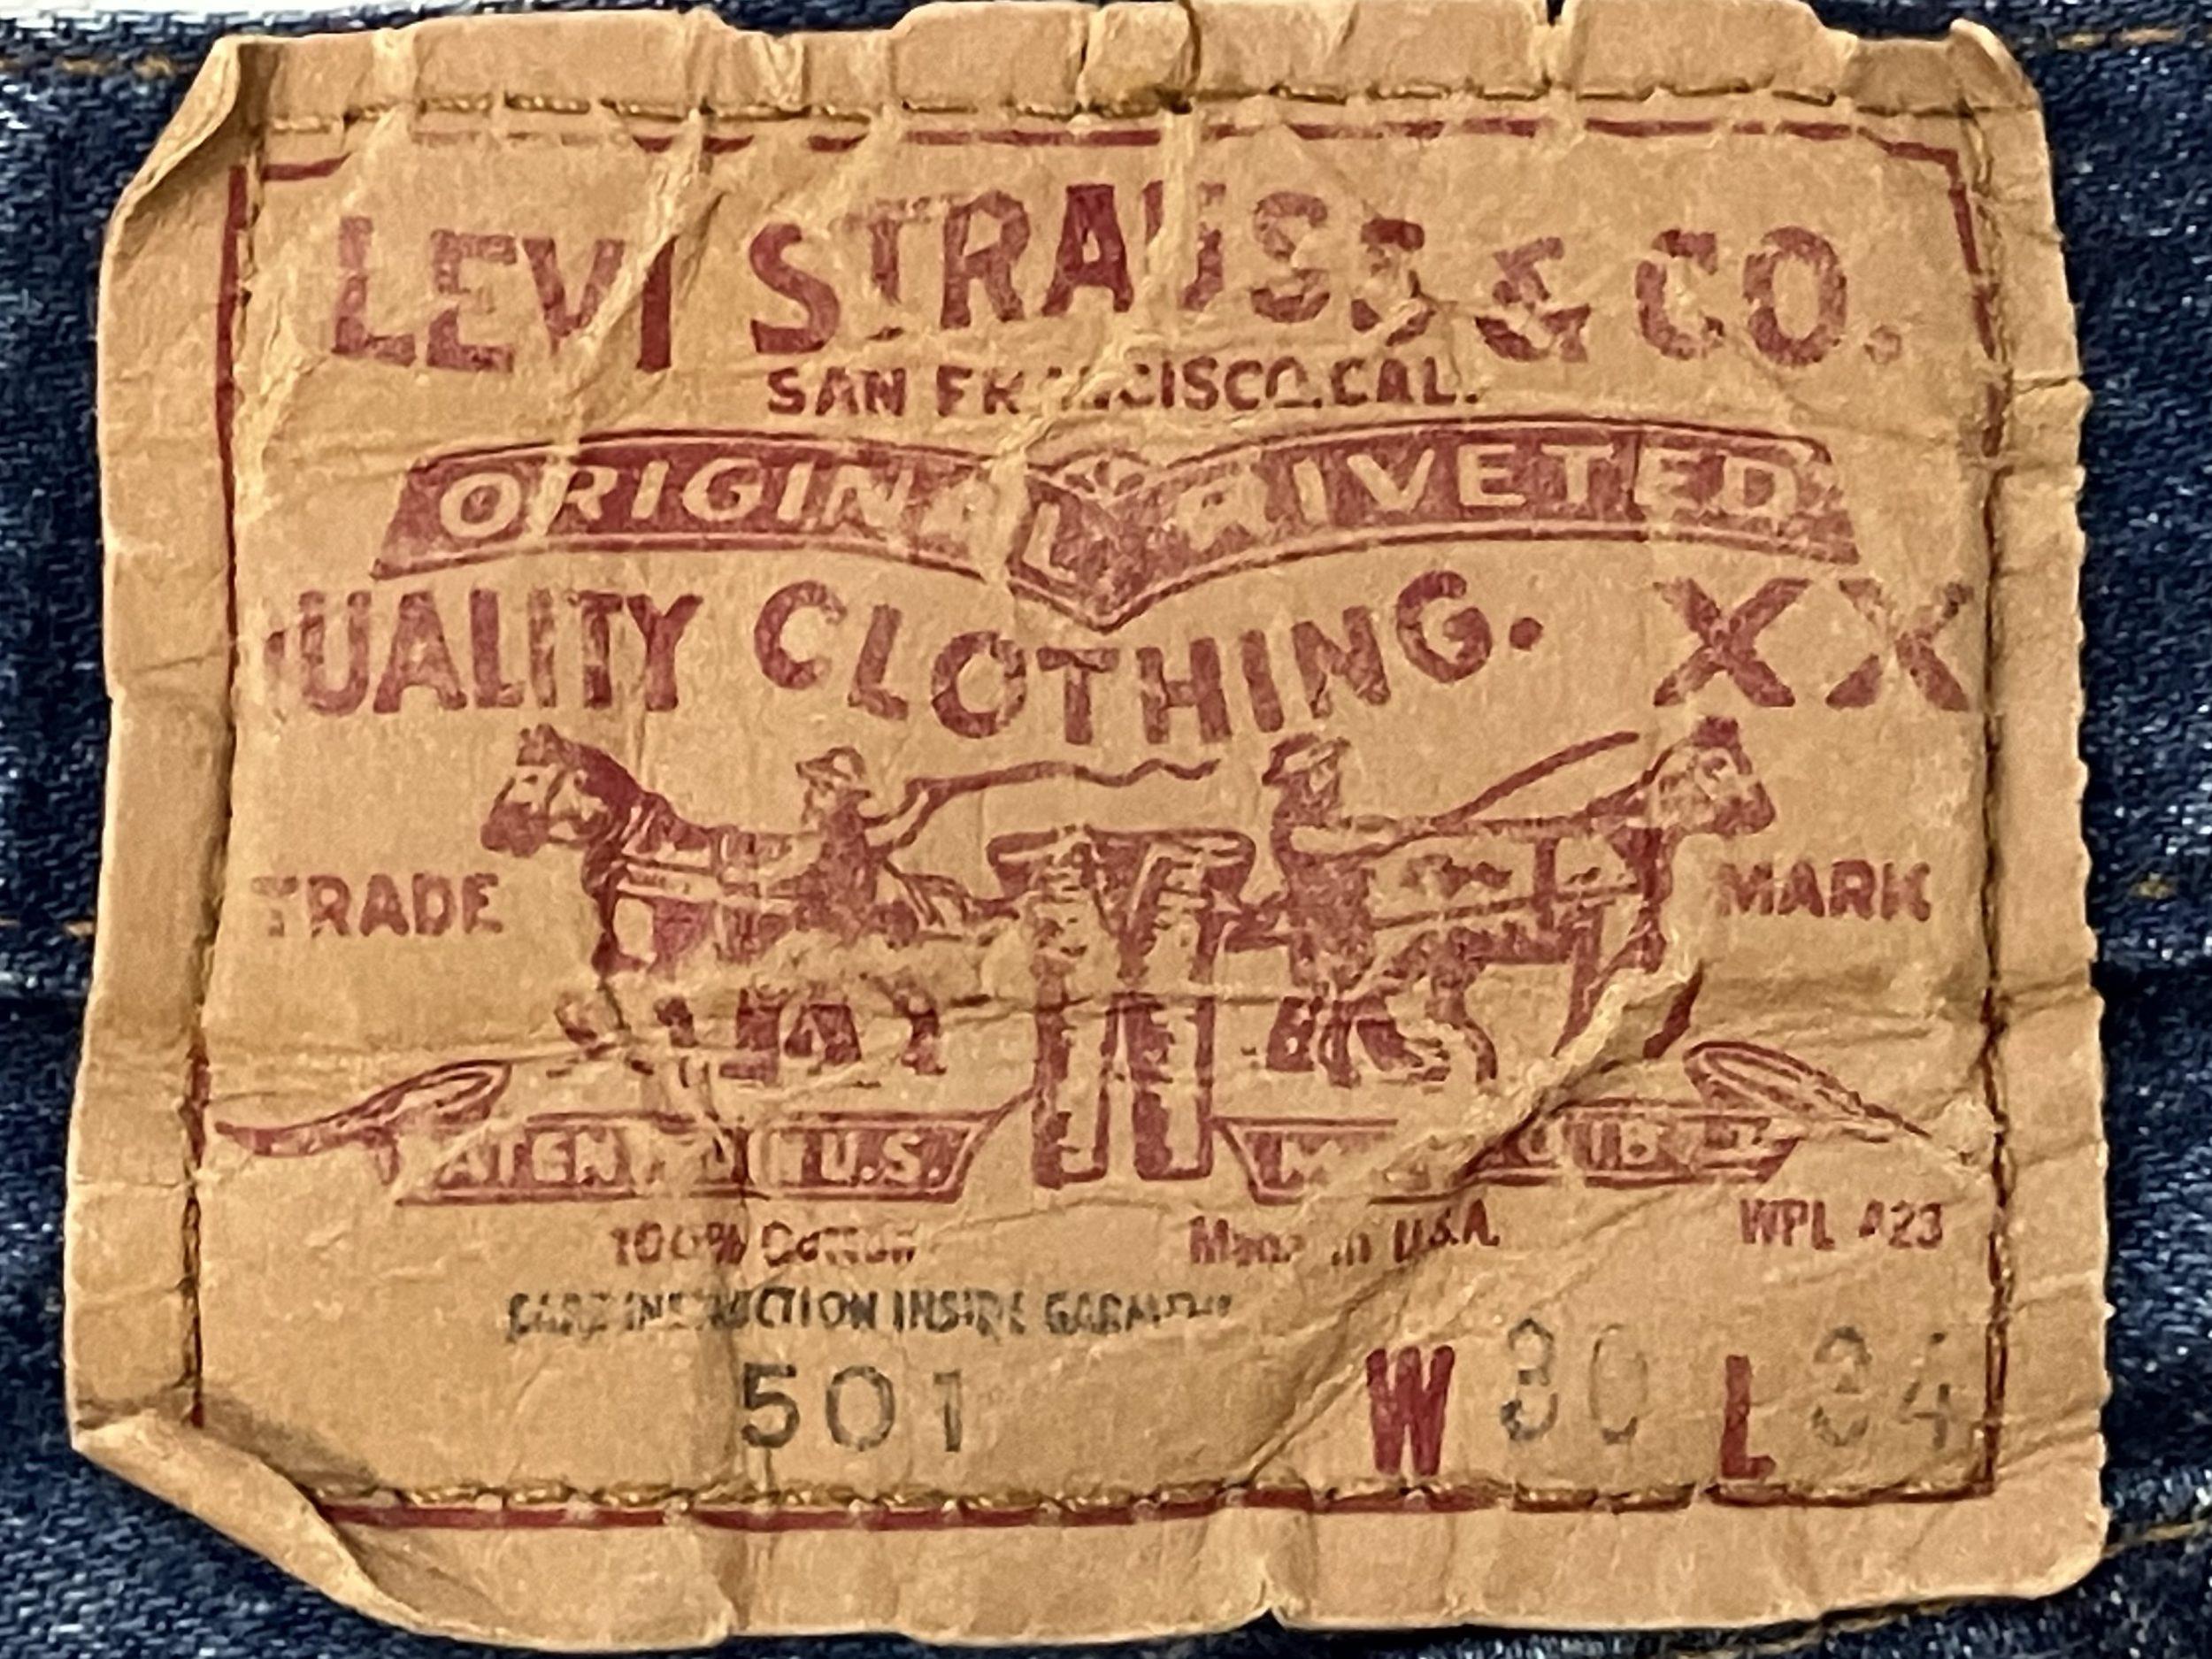 LEVI STRAUSS & CO.
SAN FRANCISCO, CAL.
ORIGINAL RIVETED
QUALITY CLOTHING. XX
TRADE MARK
U.S.
100% Cotton Made in U.S.A. WPL 423
CARE INSTRUCTION INSIDE GARMENT
501 W 30 L 34